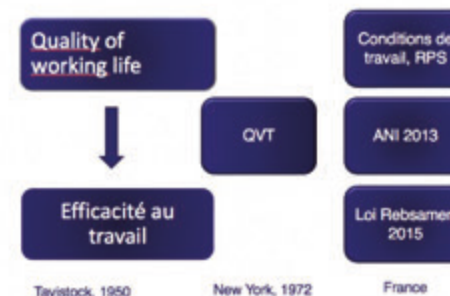 Quality of
working life
Efficacité au
travail
Tavistock, 1950
QVT
New York, 1972
Conditions de
travail, RPS
ANI 2013
Loi Rebsamen
2015
France